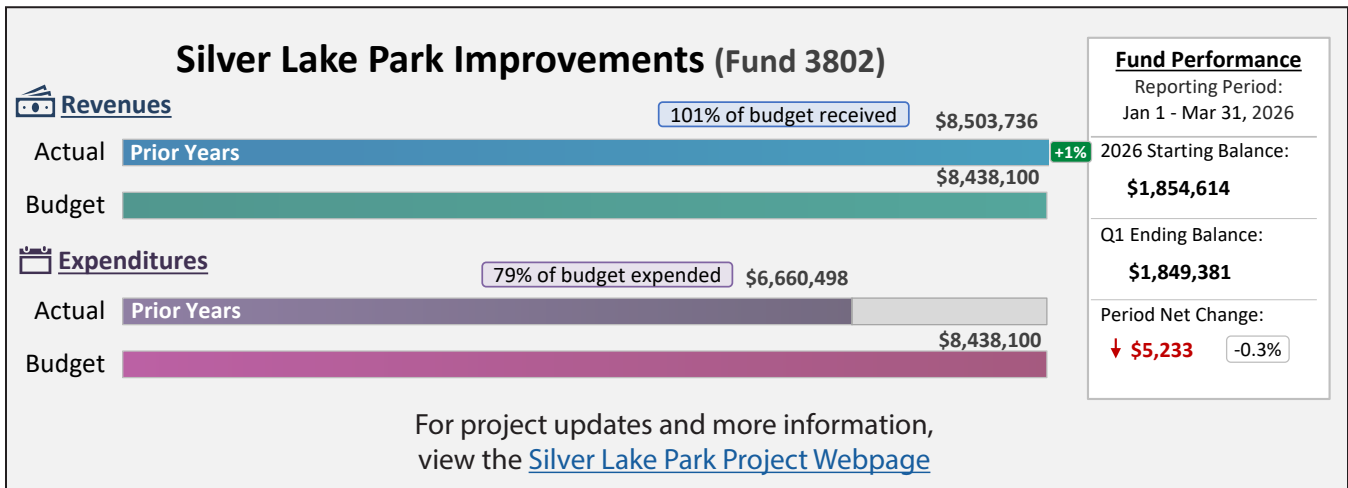 Silver Lake Park Improvements (Fund 3802)
Revenues
101% of budget received
$8,503,736
Actual
Prior Years
+1%
$8,438,100
Budget
Expenditures
79% of budget expended
$6,660,498
Actual
Prior Years
$8,438,100
Budget
For project updates and more information,
view the Silver Lake Park Project Webpage
Fund Performance
Reporting Period:
Jan 1 - Mar 31, 2026
2026 Starting Balance:
$1,854,614
Q1 Ending Balance:
$1,849,381
Period Net Change:
↓ $5,233 -0.3%